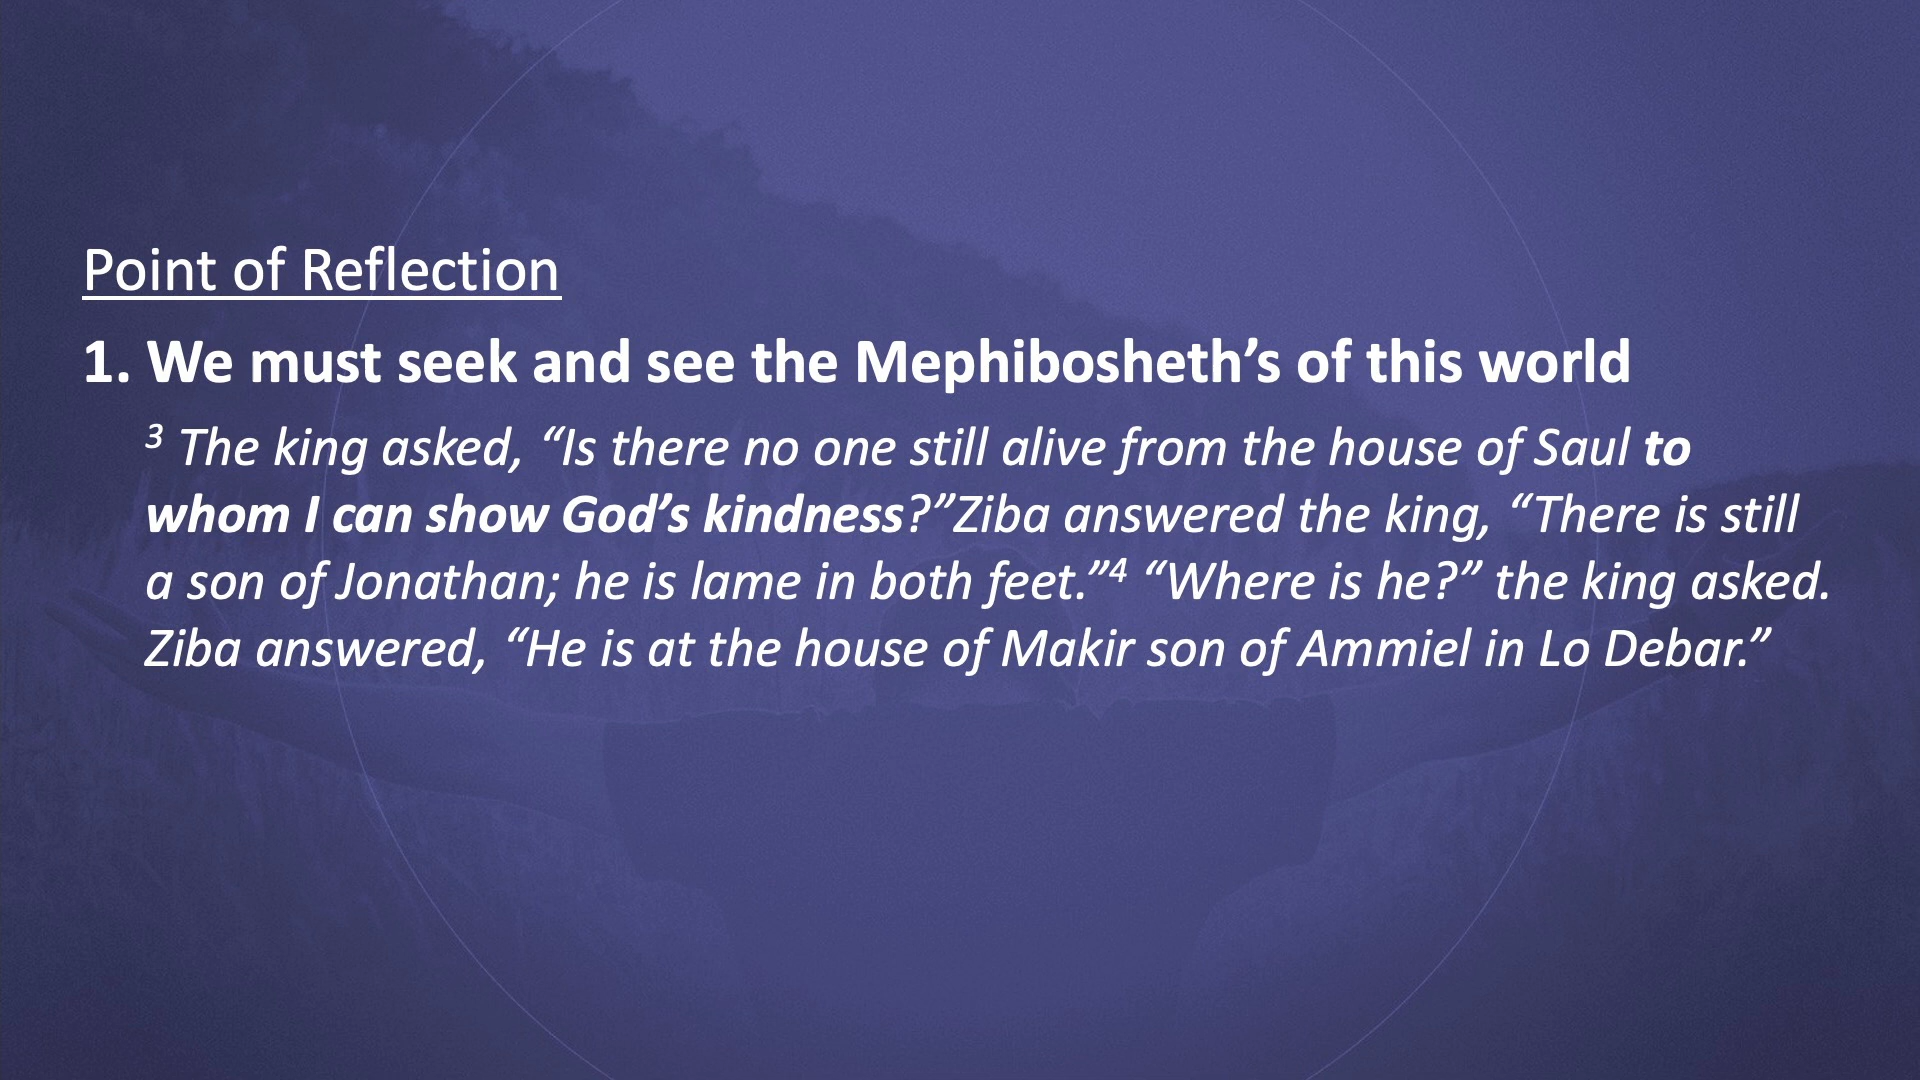 Point of Reflection
1. We must seek and see the Mephibosheth’s of this world
3 The king asked, “Is there no one still alive from the house of Saul to
whom I can show God’s kindness?”Ziba answered the king, “There is still
a son of Jonathan; he is lame in both feet.”4 “Where is he?” the king asked.
Ziba answered, “He is at the house of Makir son of Ammiel in Lo Debar.”